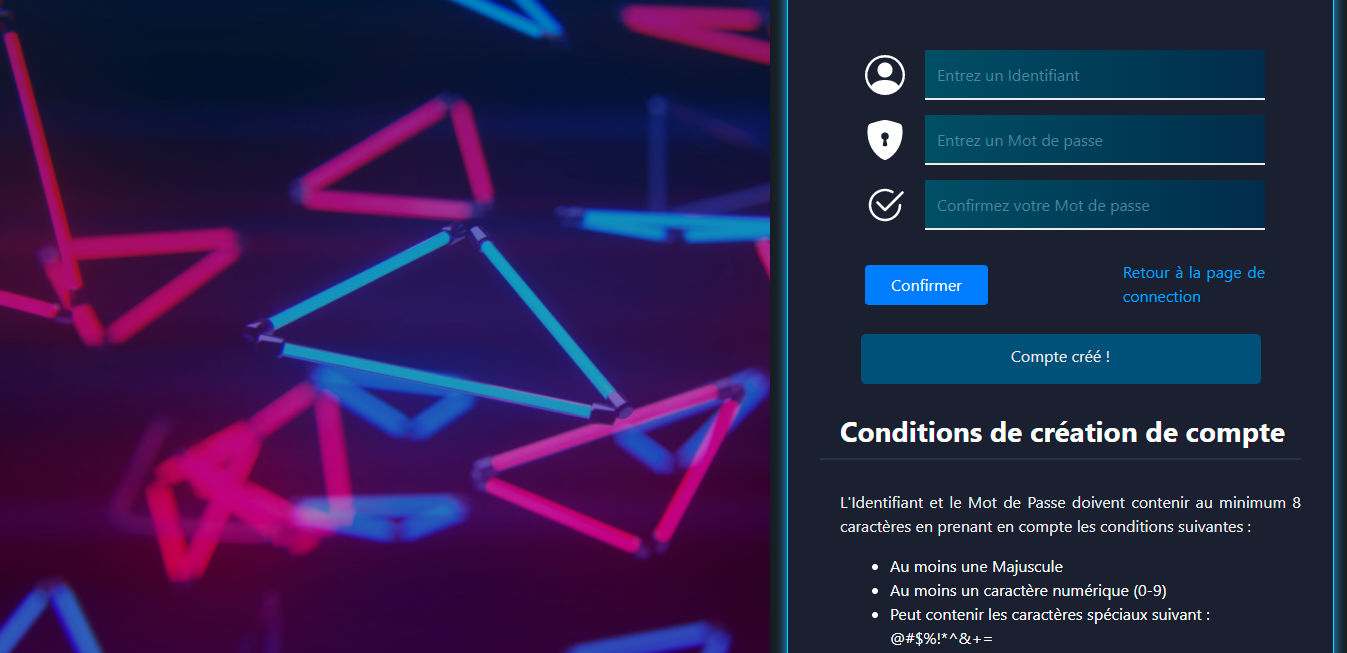 Entrez un Identifiant
Entrez un Mot de passe
Confirmez votre Mot de passe
Confirmer
Retour à la page de
connection
Compte créé !
Conditions de création de compte
L'Identifiant et le Mot de Passe doivent contenir au minimum 8
caractères en prenant en compte les conditions suivantes :
Au moins une Majuscule
Au moins un caractère numérique (0-9)
Peut contenir les caractères spéciaux suivant :
@#$%!*^&+=